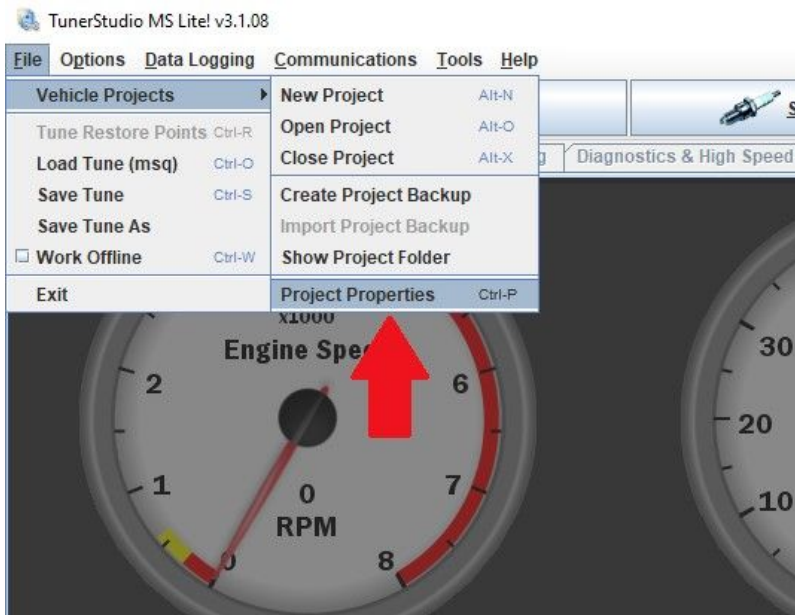 TunerStudio MS Lite! v3.1.08
File Options Data Logging Communications Tools Help
Vehicle Projects
Tune Restore Points Ctrl-R
Load Tune (msq) Ctrl-O
Save Tune Ctrl-S
Save Tune As
Work Offline Ctrl-W
Exit
New Project Alt-N
Open Project Alt-O
Close Project Alt-X
Create Project Backup
Import Project Backup
Show Project Folder
Project Properties Ctrl-P
S
g
Diagnostics & High Speed
x1000
Engine Spee
0
1
2
6
7
8
0
RPM
30
20
10